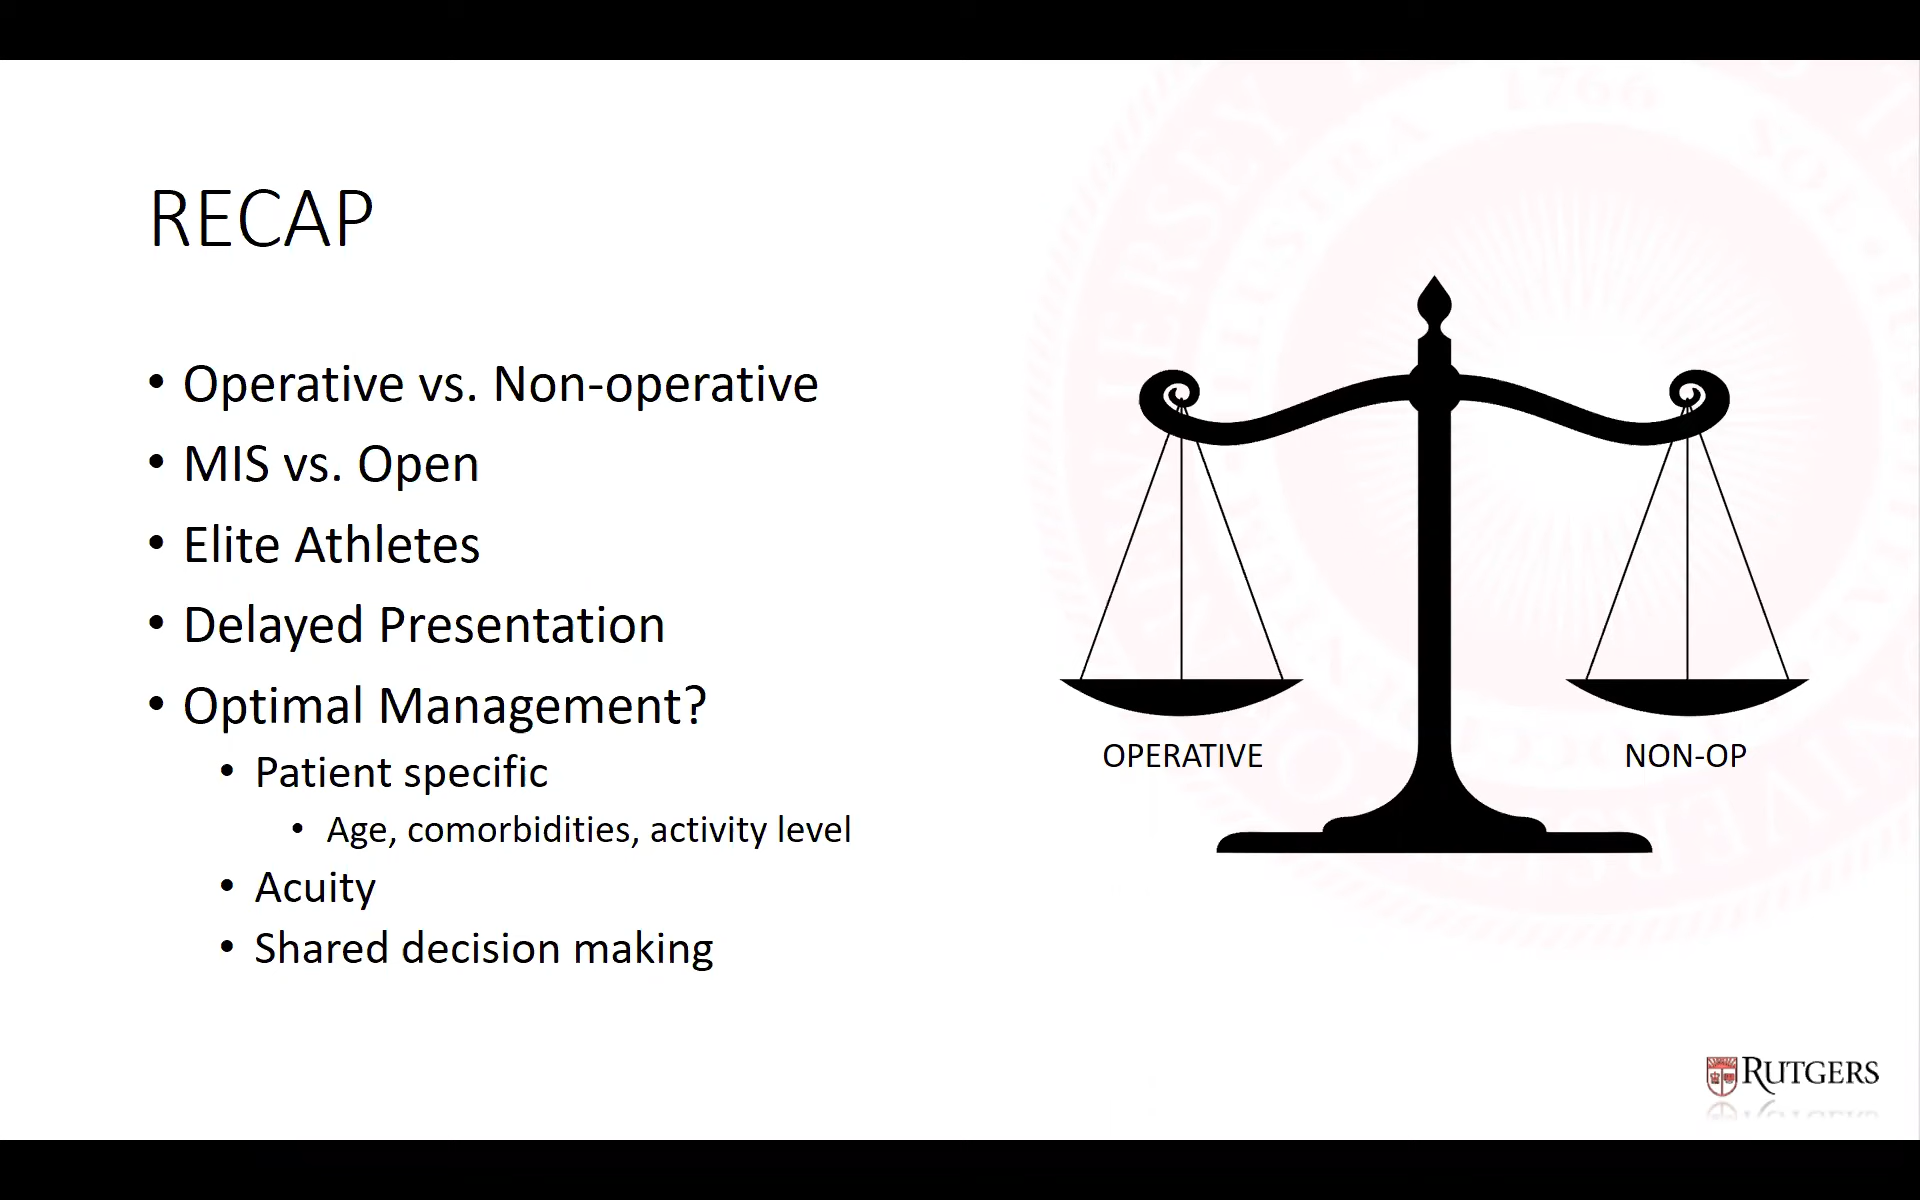 RECAP
• Operative vs. Non-operative
• MIS vs. Open
• Elite Athletes
• Delayed Presentation
• Optimal Management?
• Patient specific
• Age, comorbidities, activity level
• Acuity
• Shared decision making
OPERATIVE
NON-OP
RUTGERS
1766